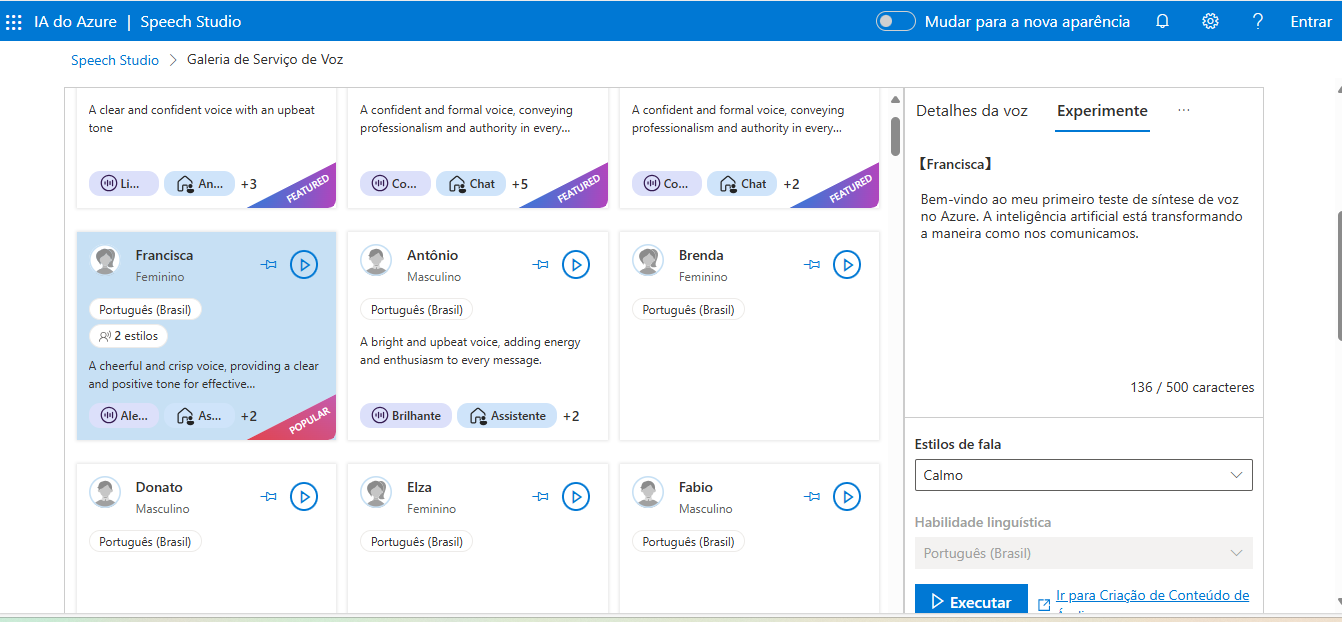 IA do Azure | Speech Studio
Mudar para a nova aparência
?
Entrar
Speech Studio > Galeria de Serviço de Voz
A clear and confident voice with an upbeat
tone
Li...
An...
+3
FEATURED
A confident and formal voice, conveying
professionalism and authority in every...
Co...
Chat
+5
FEATURED
A confident and formal voice, conveying
professionalism and authority in every...
Co...
Chat
+2
FEATURED
Francisca
Feminino
Português (Brasil)
2 estilos
A cheerful and crisp voice, providing a clear
and positive tone for effective...
Ale...
As...
+2
POPULAR
Antônio
Masculino
Português (Brasil)
A bright and upbeat voice, adding energy
and enthusiasm to every message.
Brilhante
Assistente
+2
Brenda
Feminino
Português (Brasil)
Donato
Masculino
Português (Brasil)
Elza
Feminino
Português (Brasil)
Fabio
Masculino
Português (Brasil)
Detalhes da voz
Experimente
...
【Francisca】
Bem-vindo ao meu primeiro teste de síntese de voz
no Azure. A inteligência artificial está transformando
a maneira como nos comunicamos.
136 / 500 caracteres
Estilos de fala
Calmo
Habilidade linguística
Português (Brasil)
Executar
Ir para Criação de Conteúdo de